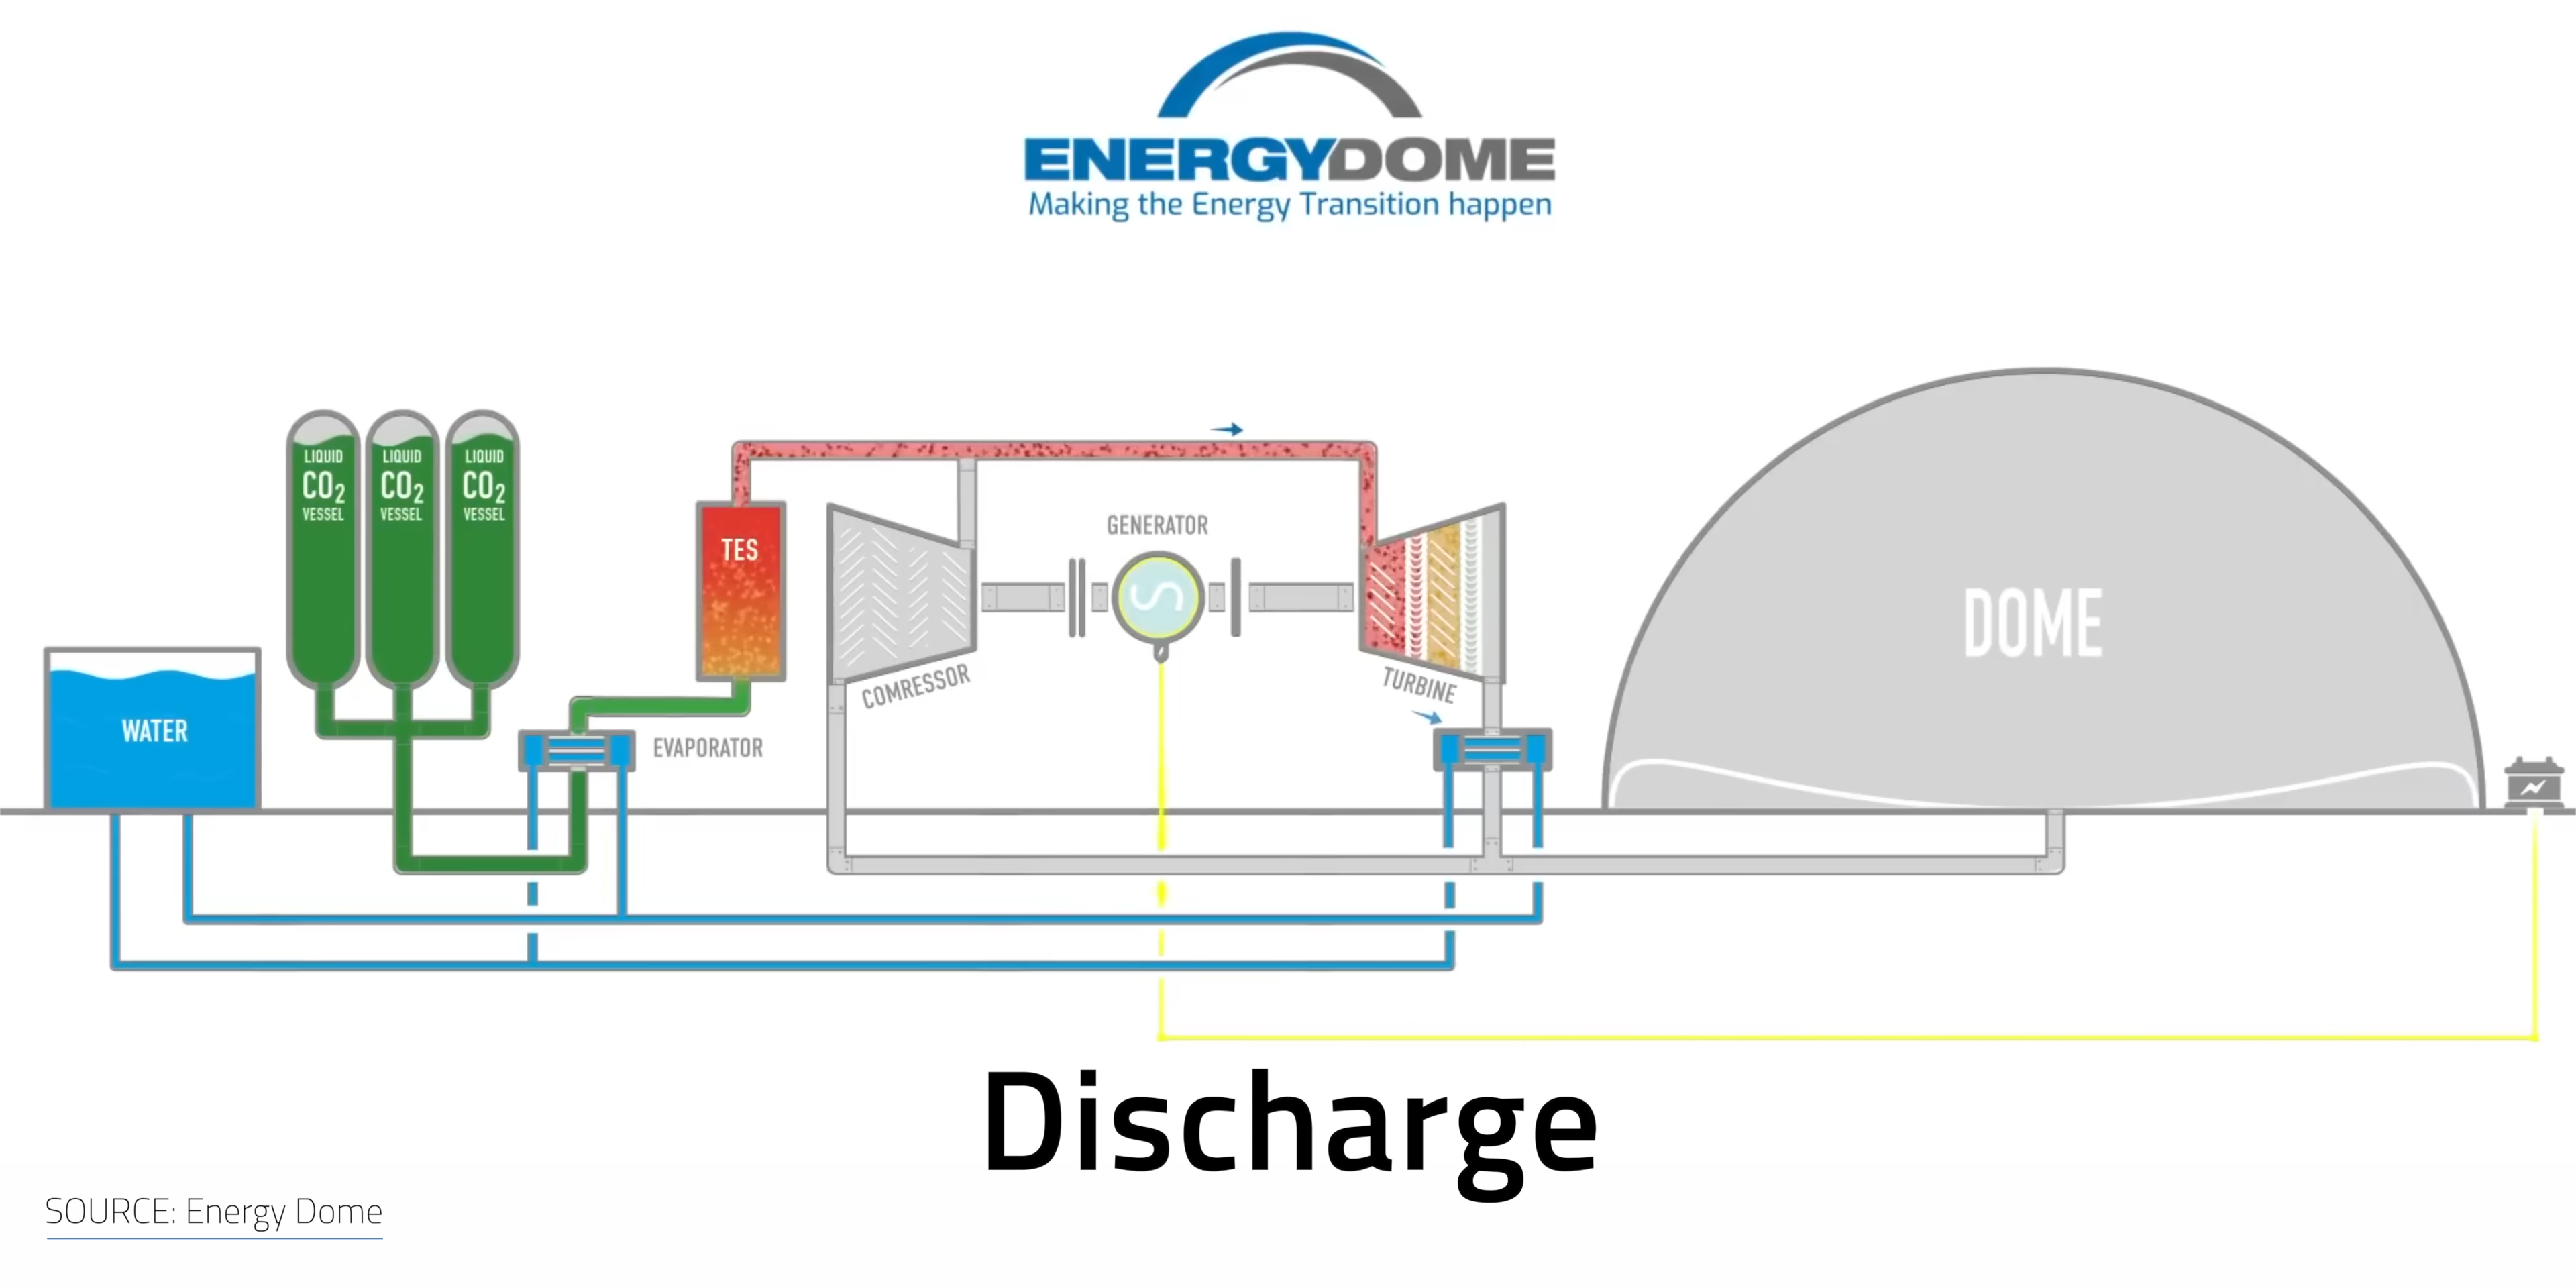 ENERGYDOME
Making the Energy Transition happen
LIQUID
CO₂
VESSEL
LIQUID
CO₂
VESSEL
LIQUID
CO₂
VESSEL
TES
GENERATOR
DOME
COMRESSOR
TURBINE
WATER
EVAPORATOR
Discharge
SOURCE: Energy Dome